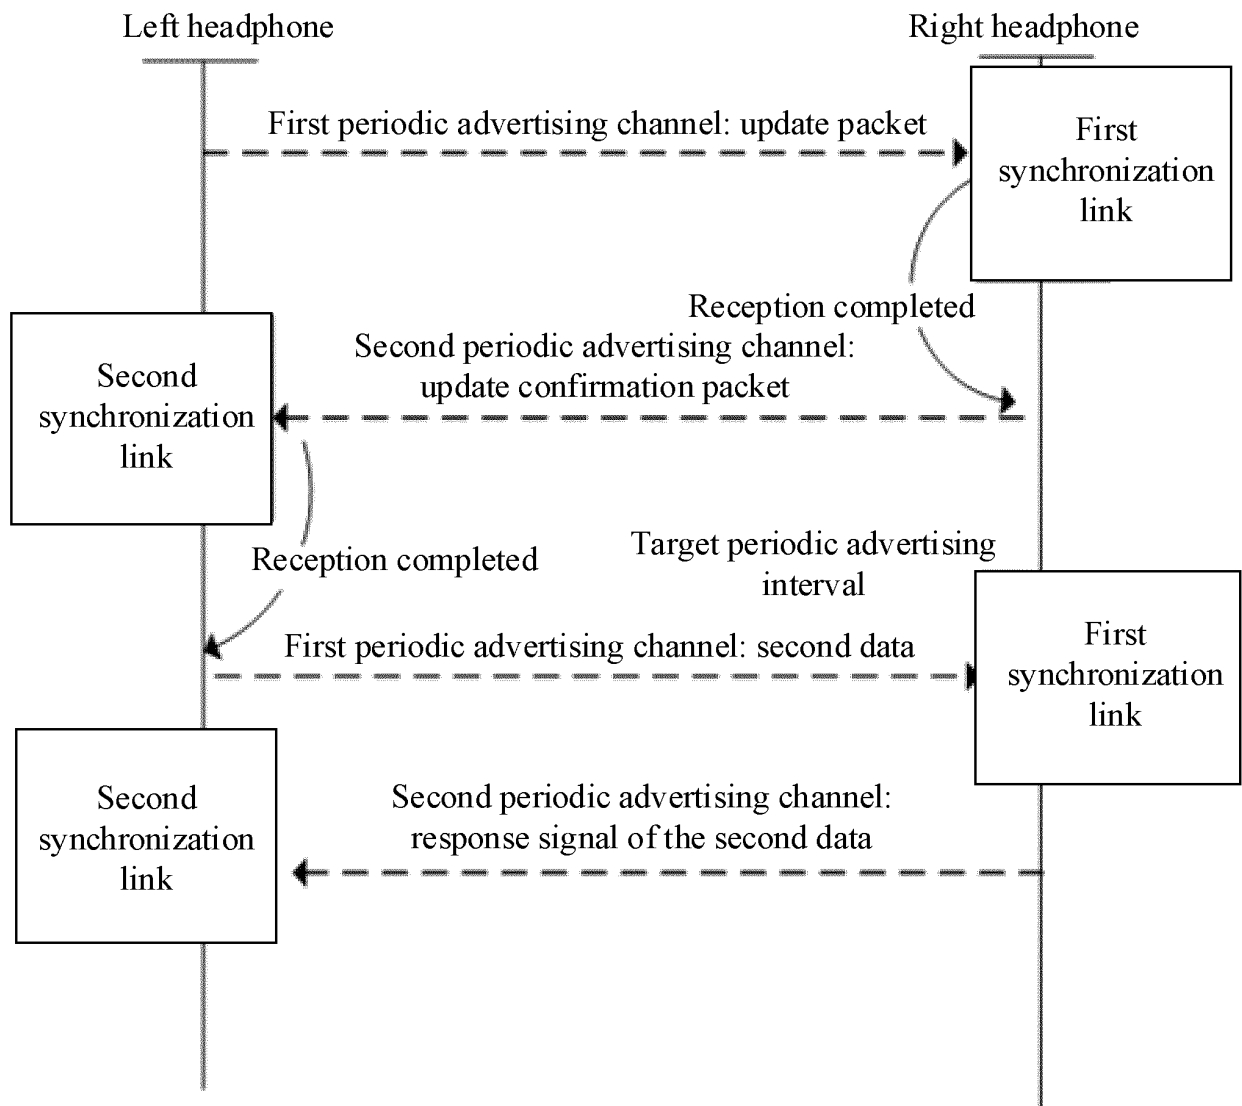 Left headphone
Right headphone
First periodic advertising channel: update packet
First
synchronization
link
Reception completed
Second periodic advertising channel:
update confirmation packet
Second
synchronization
link
Reception completed
Target periodic advertising
interval
First periodic advertising channel: second data
First
synchronization
link
Second
synchronization
link
Second periodic advertising channel:
response signal of the second data